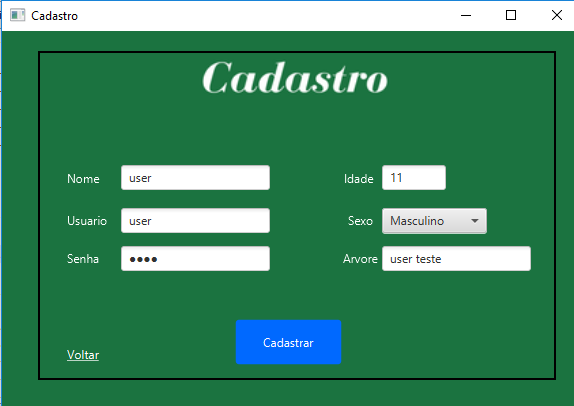 Cadastro
Cadastro
Nome user Idade 11
Usuario user Sexo Masculino
Senha ●●●● Arvore user teste
Cadastrar
Voltar